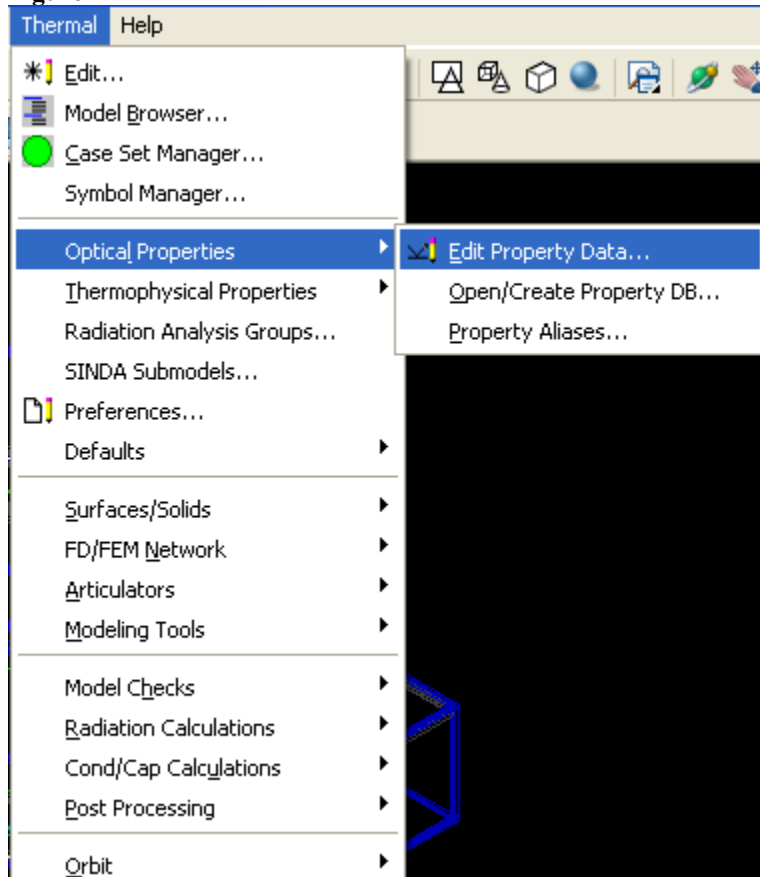 Thermal Help
Edit...
Model Browser...
Case Set Manager...
Symbol Manager...
Optical Properties
Edit Property Data...
Thermophysical Properties
Open/Create Property DB...
Radiation Analysis Groups...
Property Aliases...
SINDA Submodels...
Preferences...
Defaults
Surfaces/Solids
FD/FEM Network
Articulators
Modeling Tools
Model Checks
Radiation Calculations
Cond/Cap Calculations
Post Processing
Orbit